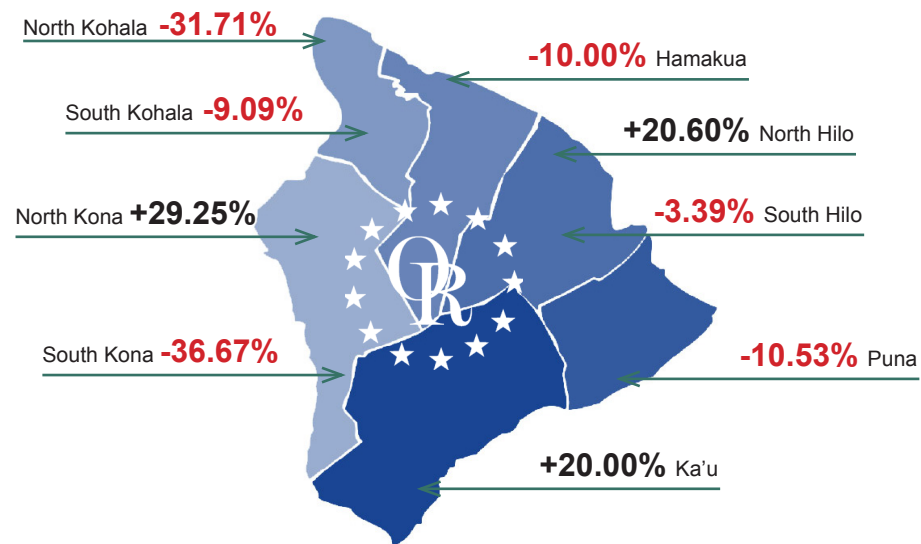 North Kohala -31.71%
-10.00% Hamakua
South Kohala -9.09%
+20.60% North Hilo
North Kona +29.25%
-3.39% South Hilo
OR
South Kona -36.67%
-10.53% Puna
+20.00% Ka’u